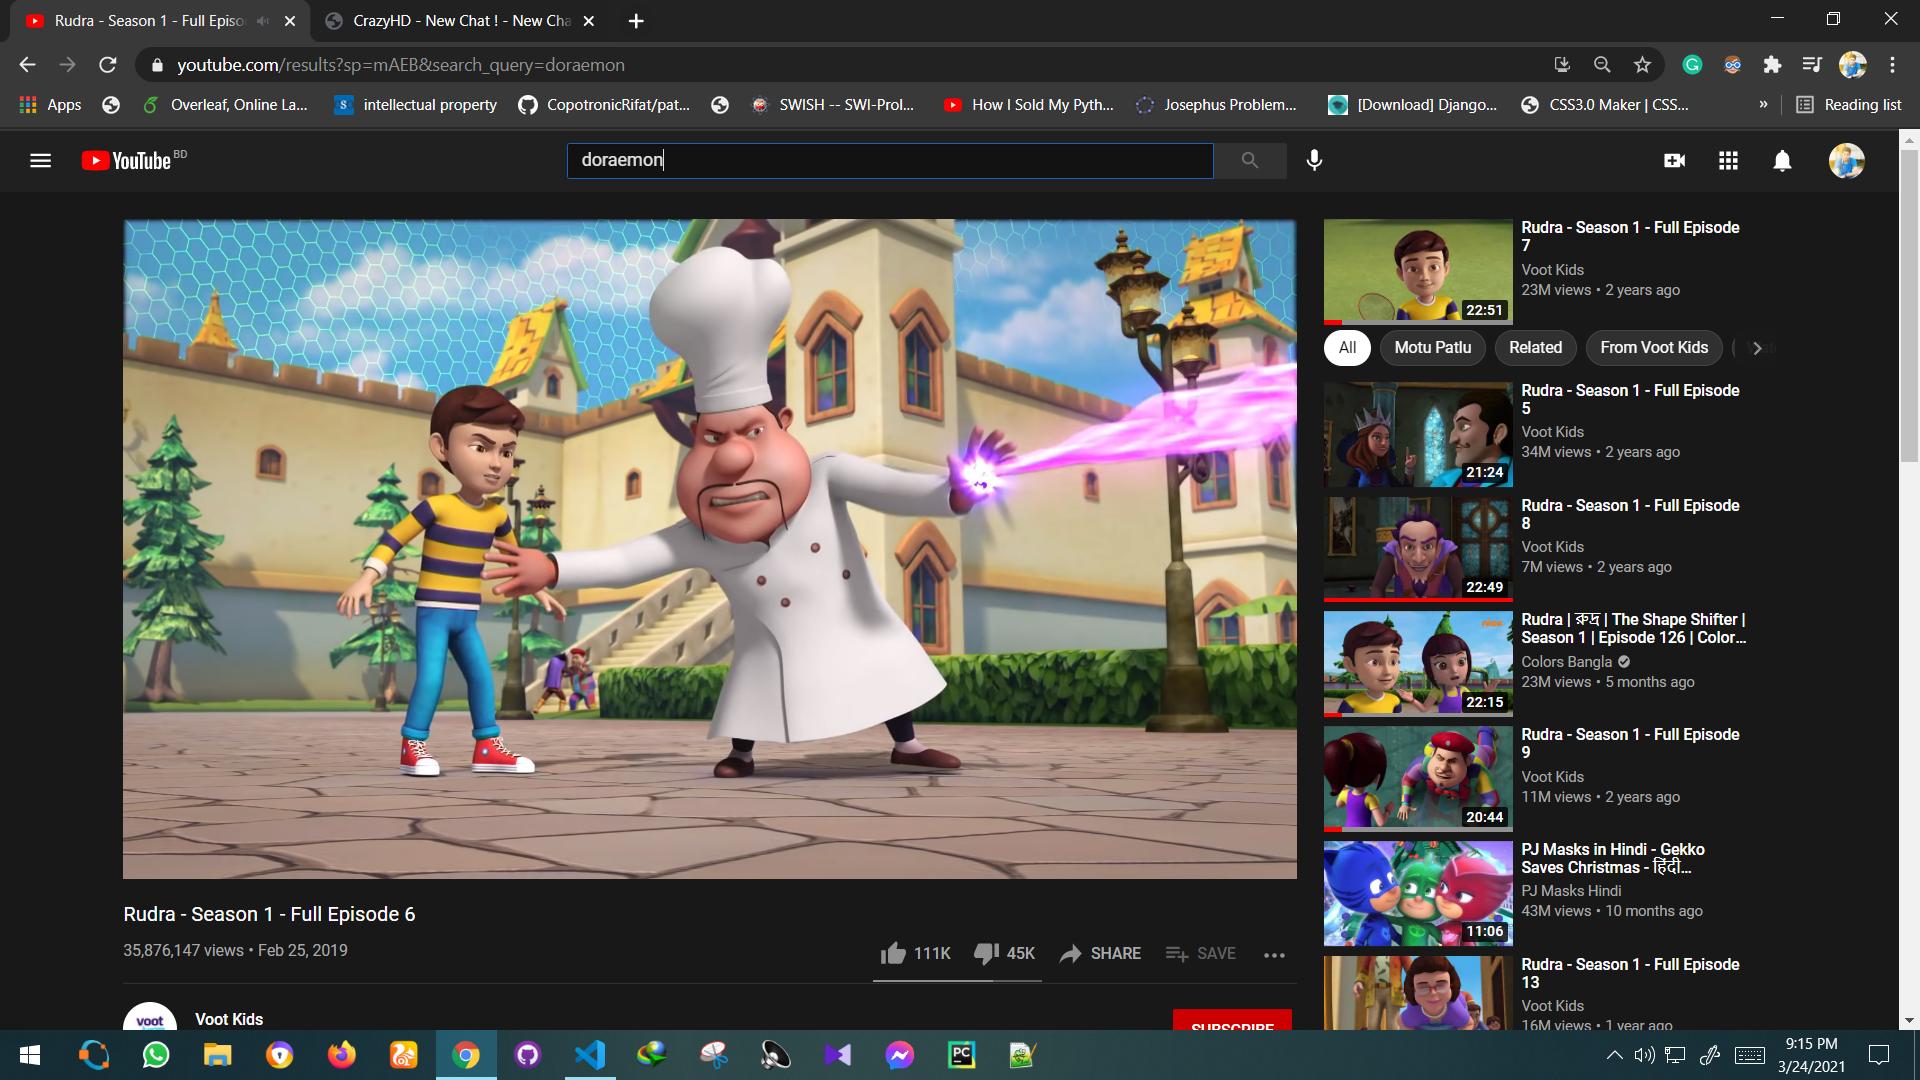 Rudra - Season 1 - Full Episo
CrazyHD - New Chat ! - New Cha
youtube.com/results?sp=mAEB&search_query=doraemon
Apps
Overleaf, Online La...
intellectual property
CopotronicRifat/pat...
SWISH -- SWI-Prol...
How I Sold My Pyth...
Josephus Problem...
[Download] Django...
CSS3.0 Maker | CSS...
»
Reading list
YouTube BD
doraemon
Rudra - Season 1 - Full Episode
7
Voot Kids
23M views • 2 years ago
22:51
All
Motu Patlu
Related
From Voot Kids
Rudra - Season 1 - Full Episode
5
Voot Kids
34M views • 2 years ago
21:24
Rudra - Season 1 - Full Episode
8
Voot Kids
7M views • 2 years ago
22:49
Rudra | रुद्र | The Shape Shifter |
Season 1 | Episode 126 | Color...
Colors Bangla
23M views • 5 months ago
22:15
Rudra - Season 1 - Full Episode
9
Voot Kids
11M views • 2 years ago
20:44
PJ Masks in Hindi - Gekko
Saves Christmas - हिंदी...
PJ Masks Hindi
43M views • 10 months ago
11:06
Rudra - Season 1 - Full Episode
13
Voot Kids
16M views • 1 year ago
Rudra - Season 1 - Full Episode 6
35,876,147 views • Feb 25, 2019
111K
45K
SHARE
SAVE
voot
Voot Kids
SUBSCRIBE
9:15 PM
3/24/2021